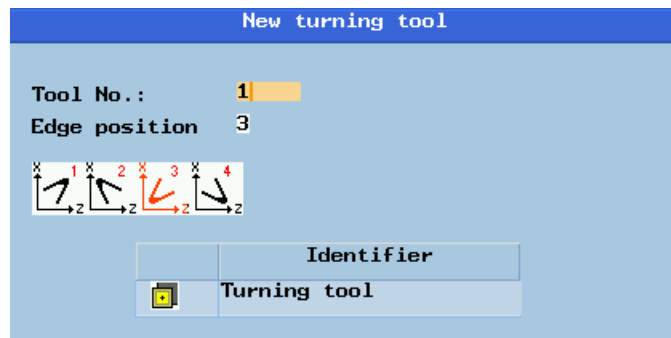 New turning tool
Tool No.: 1
Edge position 3
X 1 X 2 X 3 X 4
Z Z Z Z
Identifier
Turning tool